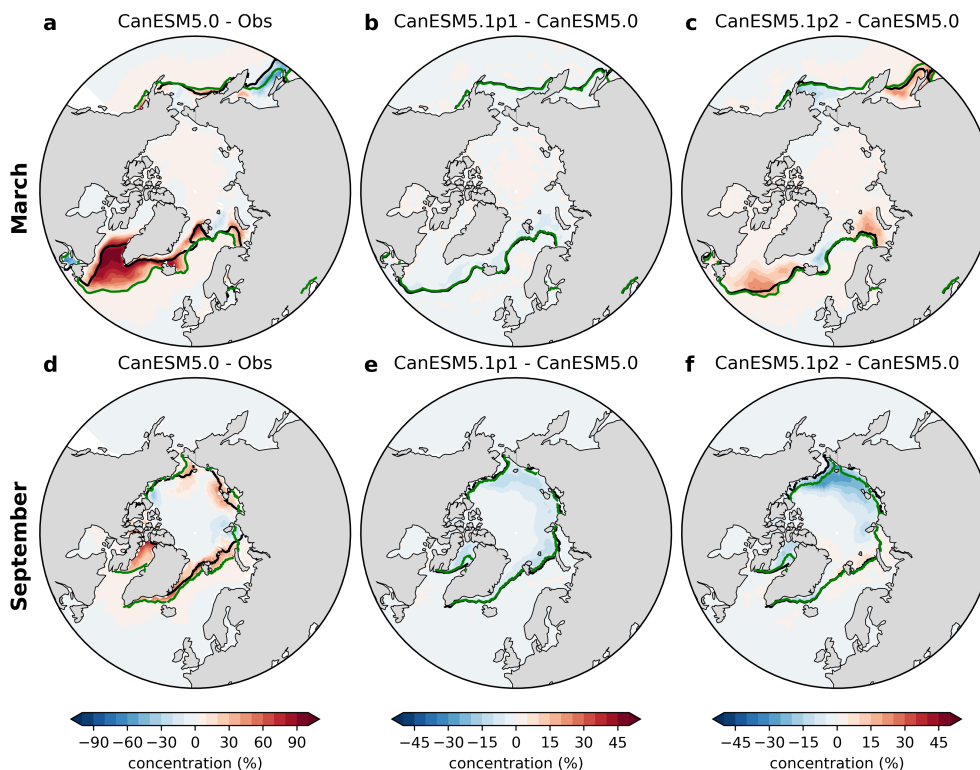 a CanESM5.0 - Obs
b CanESM5.1p1 - CanESM5.0
c CanESM5.1p2 - CanESM5.0
March
d CanESM5.0 - Obs
e CanESM5.1p1 - CanESM5.0
f CanESM5.1p2 - CanESM5.0
September
−90 −60 −30 0 30 60 90
concentration (%)
−45 −30 −15 0 15 30 45
concentration (%)
−45 −30 −15 0 15 30 45
concentration (%)